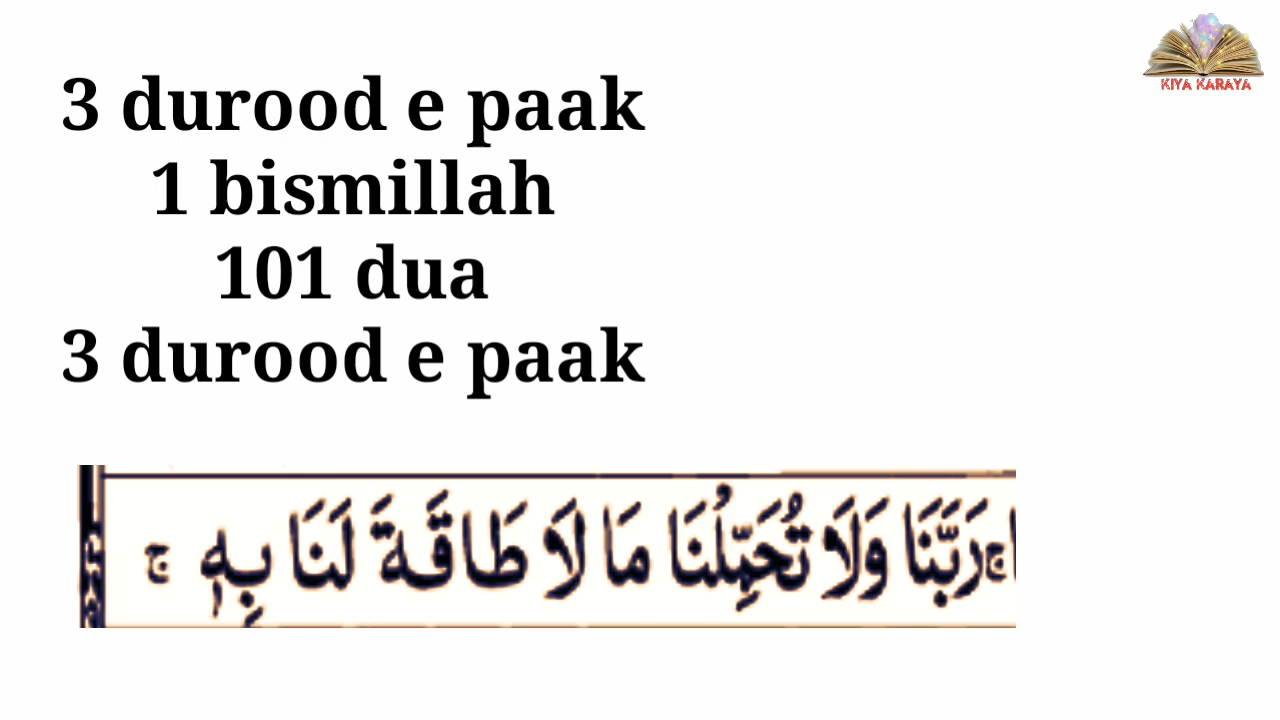 KIYA KARAYA
3 durood e paak
1 bismillah
101 dua
3 durood e paak
ج رَبَّنَا وَلَا تُحَمِّلْنَا مَا لَا طَاقَةَ لَنَا بِهٖ ج